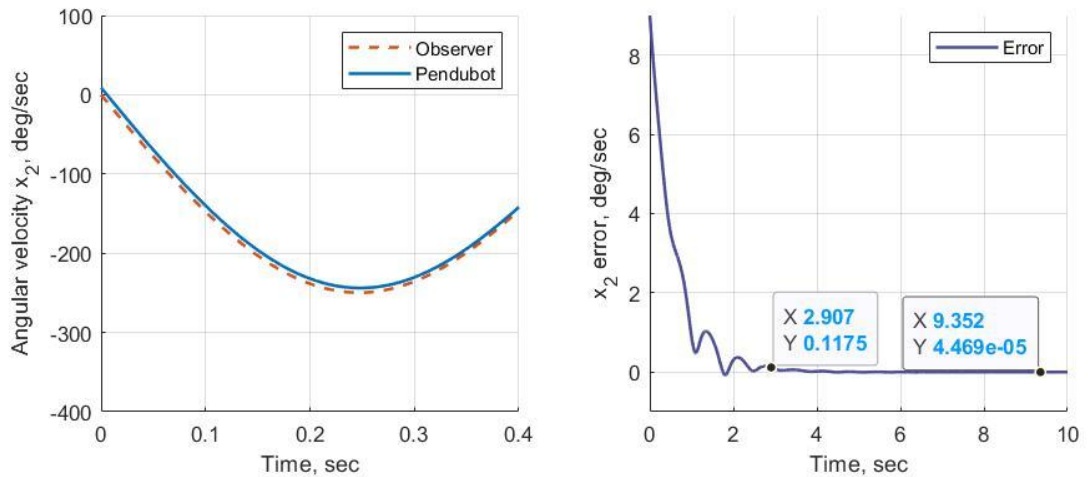 100
0
-100
-200
-300
-400
Angular velocity x2, deg/sec
Observer
Pendubot
0
0.1
0.2
0.3
0.4
Time, sec
8
6
4
2
0
x2 error, deg/sec
Error
X 2.907
Y 0.1175
X 9.352
Y 4.469e-05
0
2
4
6
8
10
Time, sec